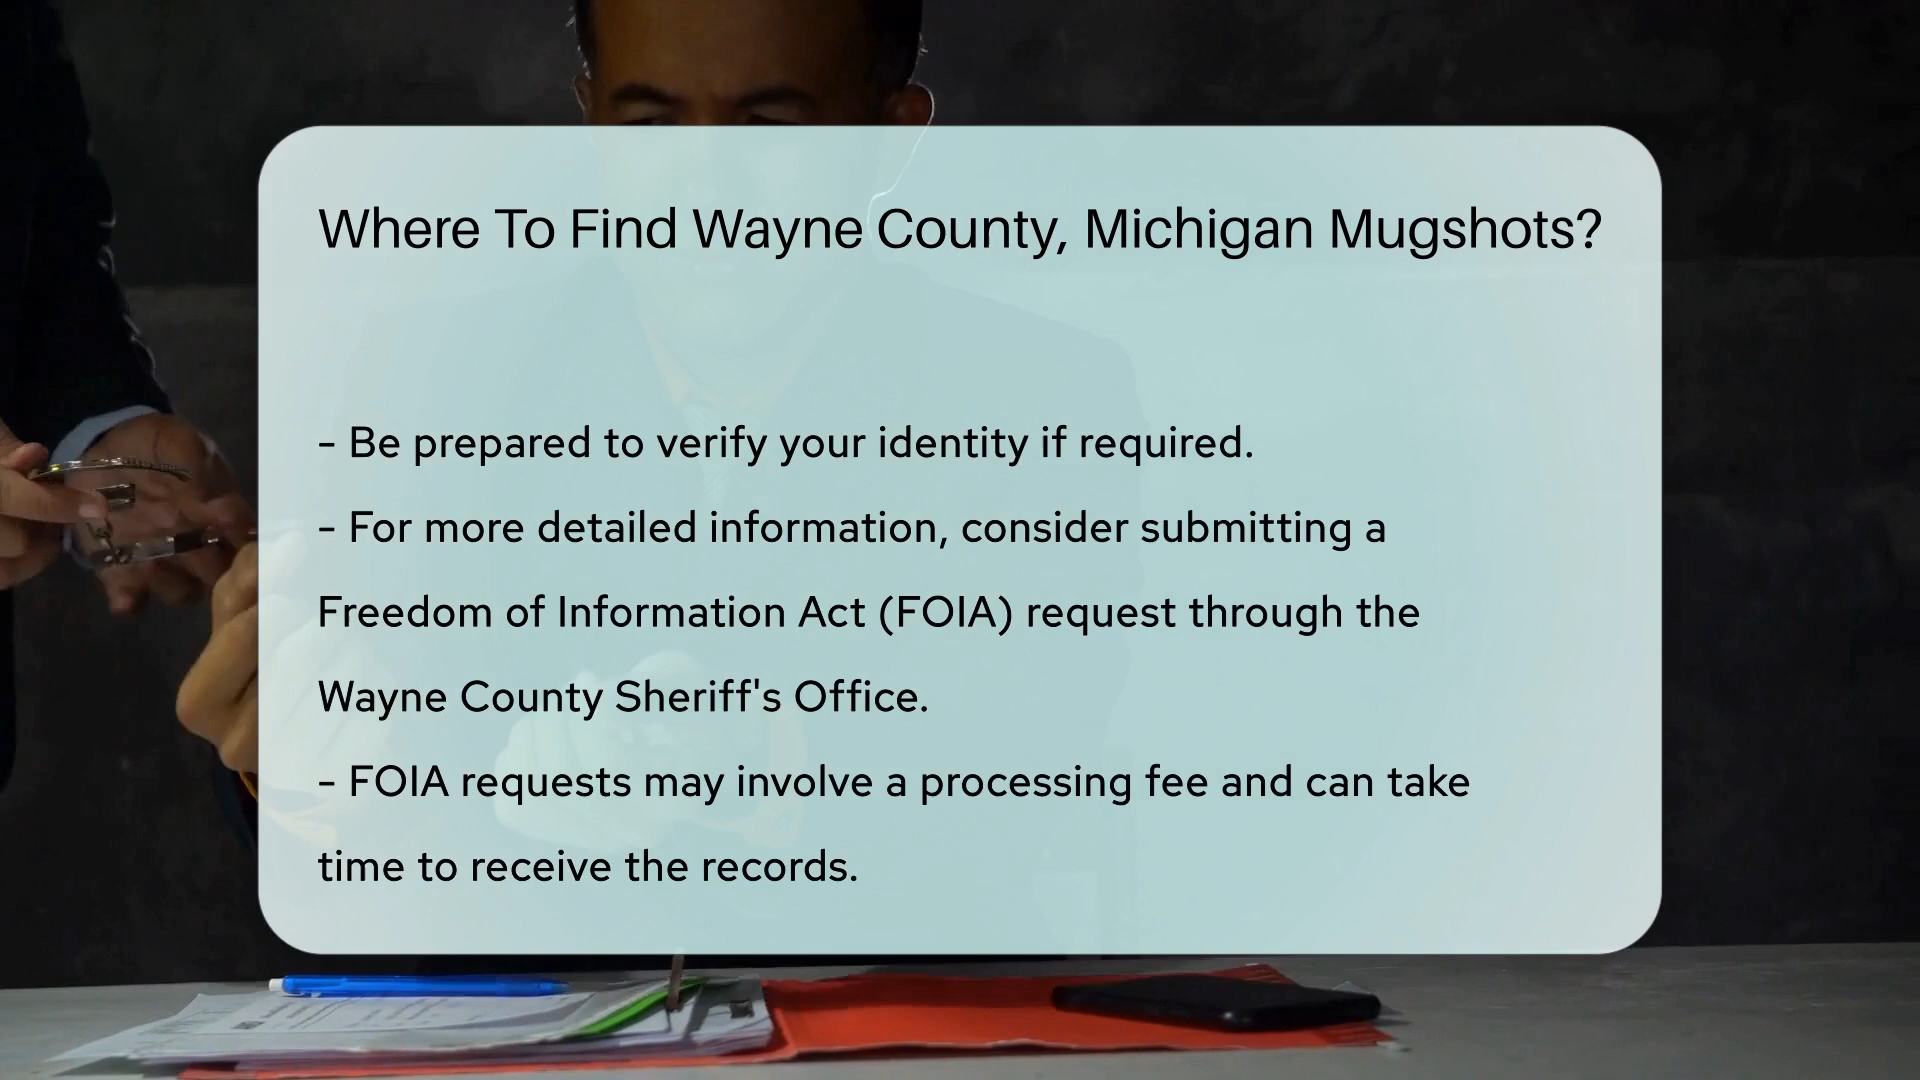 Where To Find Wayne County, Michigan Mugshots?
- Be prepared to verify your identity if required.
- For more detailed information, consider submitting a
Freedom of Information Act (FOIA) request through the
Wayne County Sheriff's Office.
- FOIA requests may involve a processing fee and can take
time to receive the records.